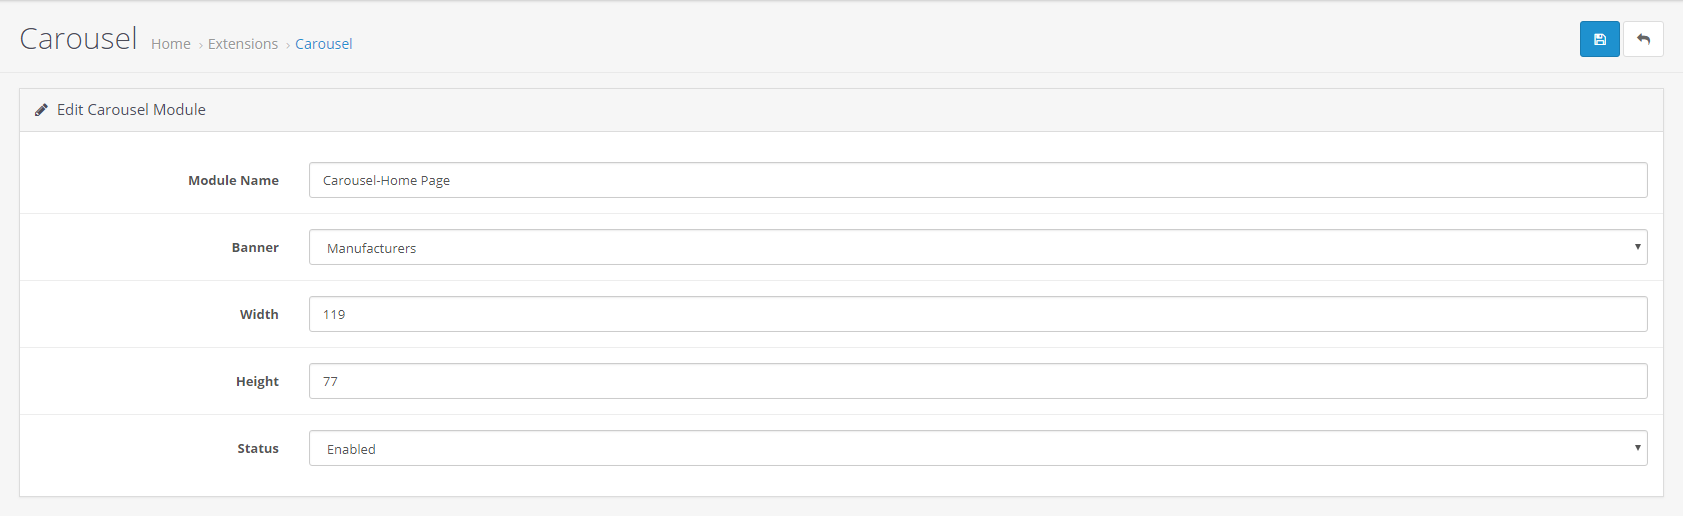 Carousel Home › Extensions › Carousel
Edit Carousel Module
Module Name Carousel-Home Page
Banner Manufacturers
Width 119
Height 77
Status Enabled